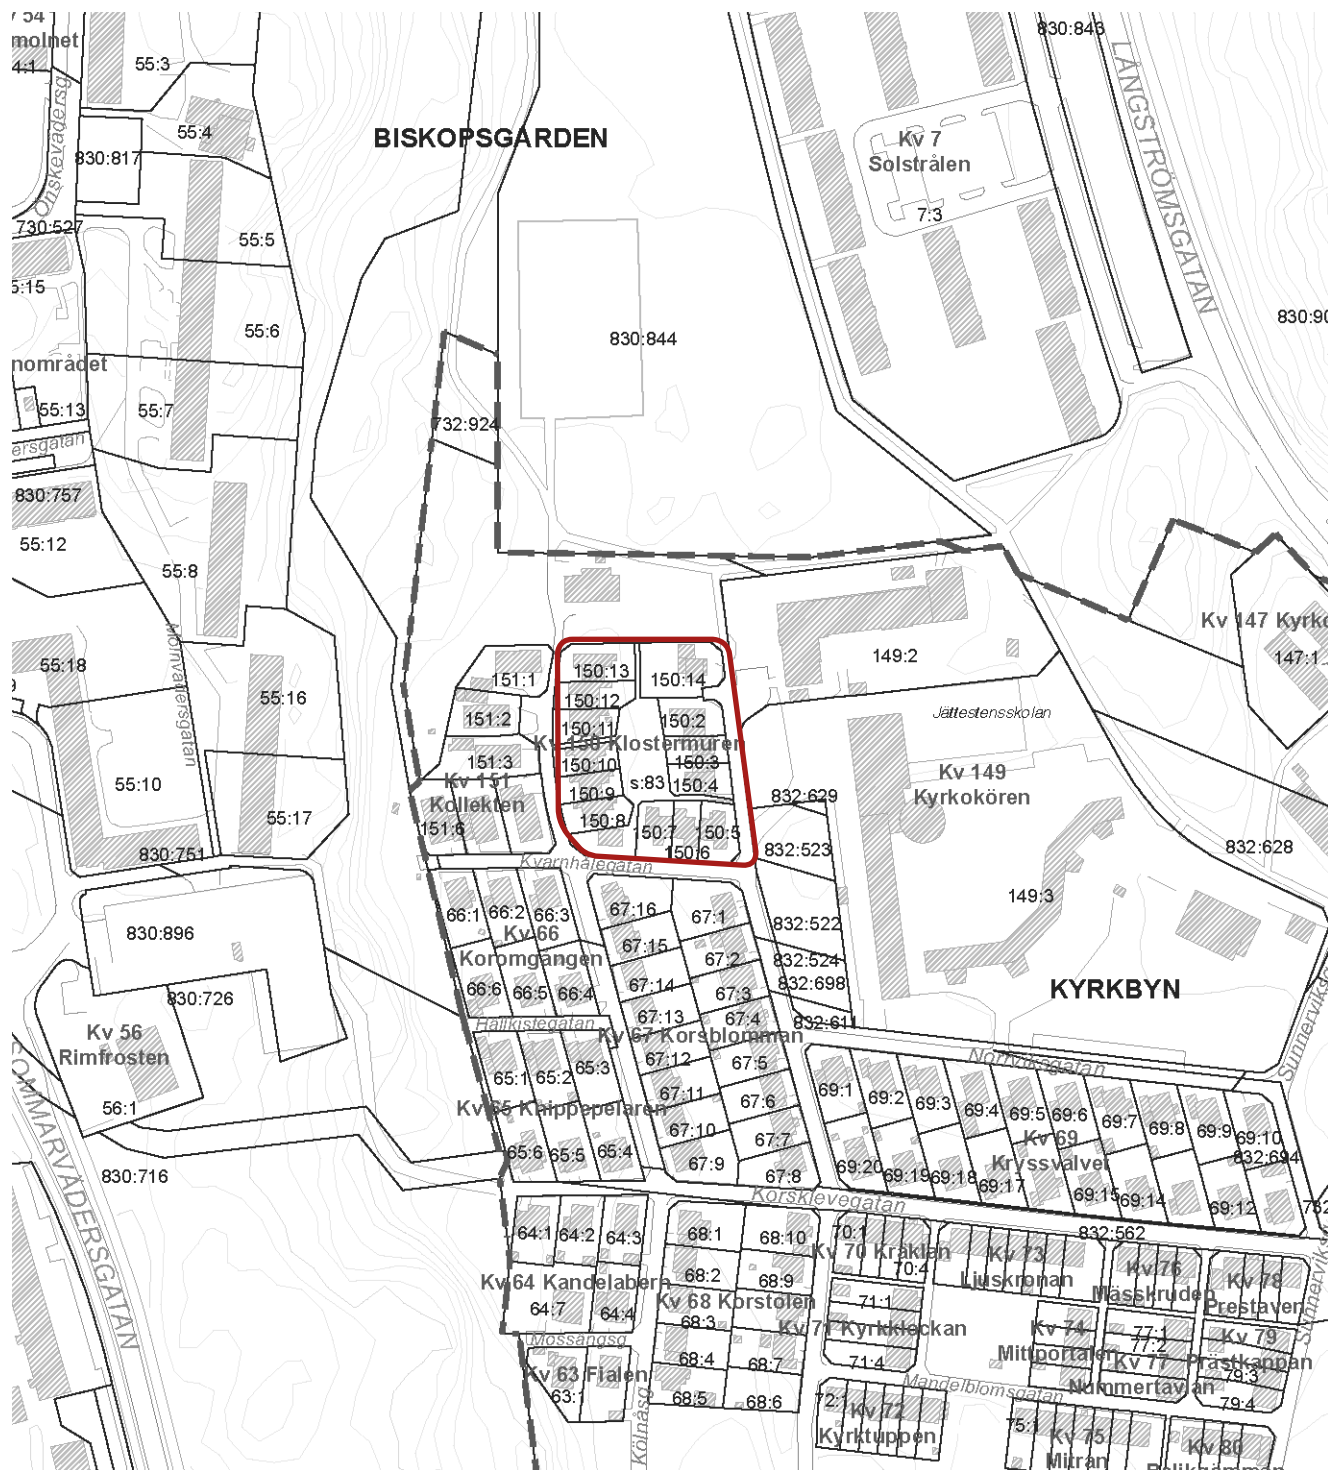 molnet
55:3
830:843
LÅNGSTRÖMSGATAN
Önskevädersg
55:4
BISKOPSGÅRDEN
Kv 7
Solstrålen
830:817
7:3
730:527
55:5
55:6
830:844
55:13
55:7
732:924
830:757
55:12
55:8
Molnvädersgatan
Kv 147
147:1
55:18
55:16
151:1
150:13
150:14
149:2
150:12
151:2
150:11
150:2
Jättestensskolan
Kv 150 Klostermuren
151:3
150:10
150:3
Kv 151
Kollekten
s:83
150:4
Kv 149
Kyrkokören
55:10
150:9
832:629
55:17
151:6
150:8
150:7
150:5
150:6
830:751
Kvarnhålegatan
832:523
832:628
149:3
66:1
66:2
66:3
67:16
67:1
832:522
830:896
Kv 66
Koromgången
67:15
67:2
832:524
66:6
66:5
66:4
67:14
67:3
832:698
KYRKBYN
830:726
67:13
67:4
832:611
Hällkistegatan
Kv 67 Korsblomman
Kv 56
Rimfrosten
56:1
65:1
65:2
65:3
67:12
67:5
Norrviksgatan
67:11
67:6
69:1
69:2
69:3
69:4
69:5
69:6
69:7
69:8
69:9
69:10
Kv 65 Knippepelaren
67:10
67:7
Kv 69
Kryssvalvet
832:694
65:6
65:5
65:4
67:9
67:8
69:20
69:19
69:18
69:17
69:15
69:14
69:12
830:716
SOMMARVÄDERSGATAN
Korsklevegatan
832:562
64:1
64:2
64:3
68:1
68:10
70:1
Kv 70 Kråklan
70:4
Kv 73
Ljuskronan
Kv 76
Mässkruden
Kv 78
Prestaven
Kv 64 Kandelabern
68:2
68:9
64:7
64:4
Kv 68 Korstolen
71:1
68:3
Kv 71 Kyrkklockan
Kv 74
Mittportalen
77:1
77:2
Kv 77
Nummertavlan
Kv 79
Prästkappan
79:3
79:4
Mossängsg
68:4
68:7
71:4
Kv 63 Fialen
63:1
68:5
68:6
Kölnåsg
Mandelblomsgatan
72:1
Kv 72
Kyrktuppen
75:1
Kv 75
Mitran
Kv 80